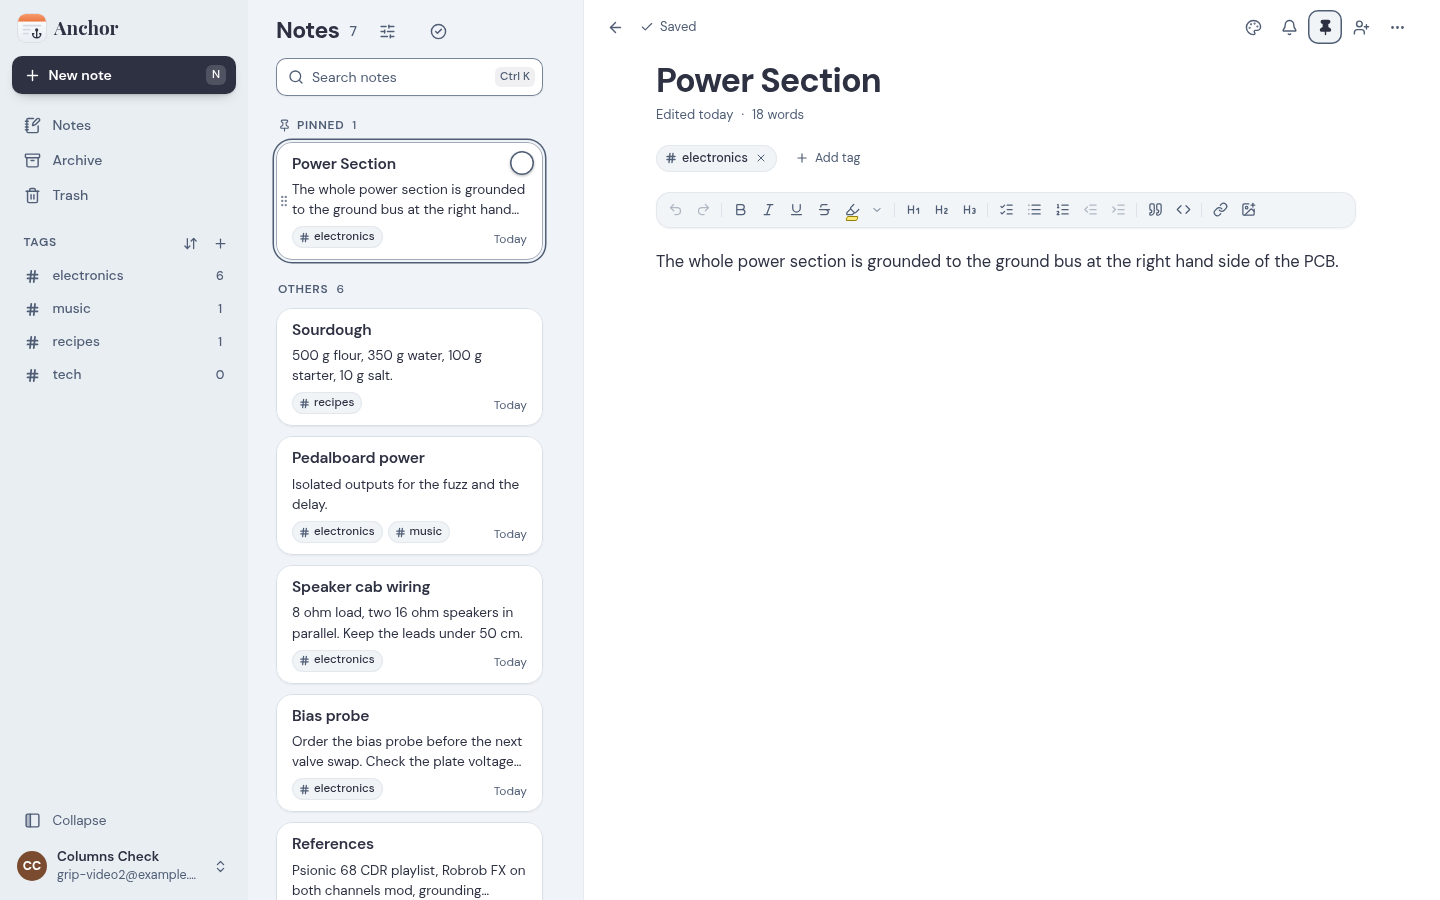 Anchor
New note N
Notes
Archive
Trash
TAGS
electronics 6
music 1
recipes 1
tech 0
Collapse
CC
Columns Check
grip-video2@example....
Notes 7
Search notes Ctrl K
PINNED 1
Power Section
The whole power section is grounded
to the ground bus at the right hand...
# electronics Today
OTHERS 6
Sourdough
500 g flour, 350 g water, 100 g
starter, 10 g salt.
# recipes Today
Pedalboard power
Isolated outputs for the fuzz and the
delay.
# electronics # music Today
Speaker cab wiring
8 ohm load, two 16 ohm speakers in
parallel. Keep the leads under 50 cm.
# electronics Today
Bias probe
Order the bias probe before the next
valve swap. Check the plate voltage...
# electronics Today
References
Psionic 68 CDR playlist, Robrob FX on
both channels mod, grounding...
Saved
Power Section
Edited today · 18 words
# electronics × + Add tag
B I U S H1 H2 H3
The whole power section is grounded to the ground bus at the right hand side of the PCB.